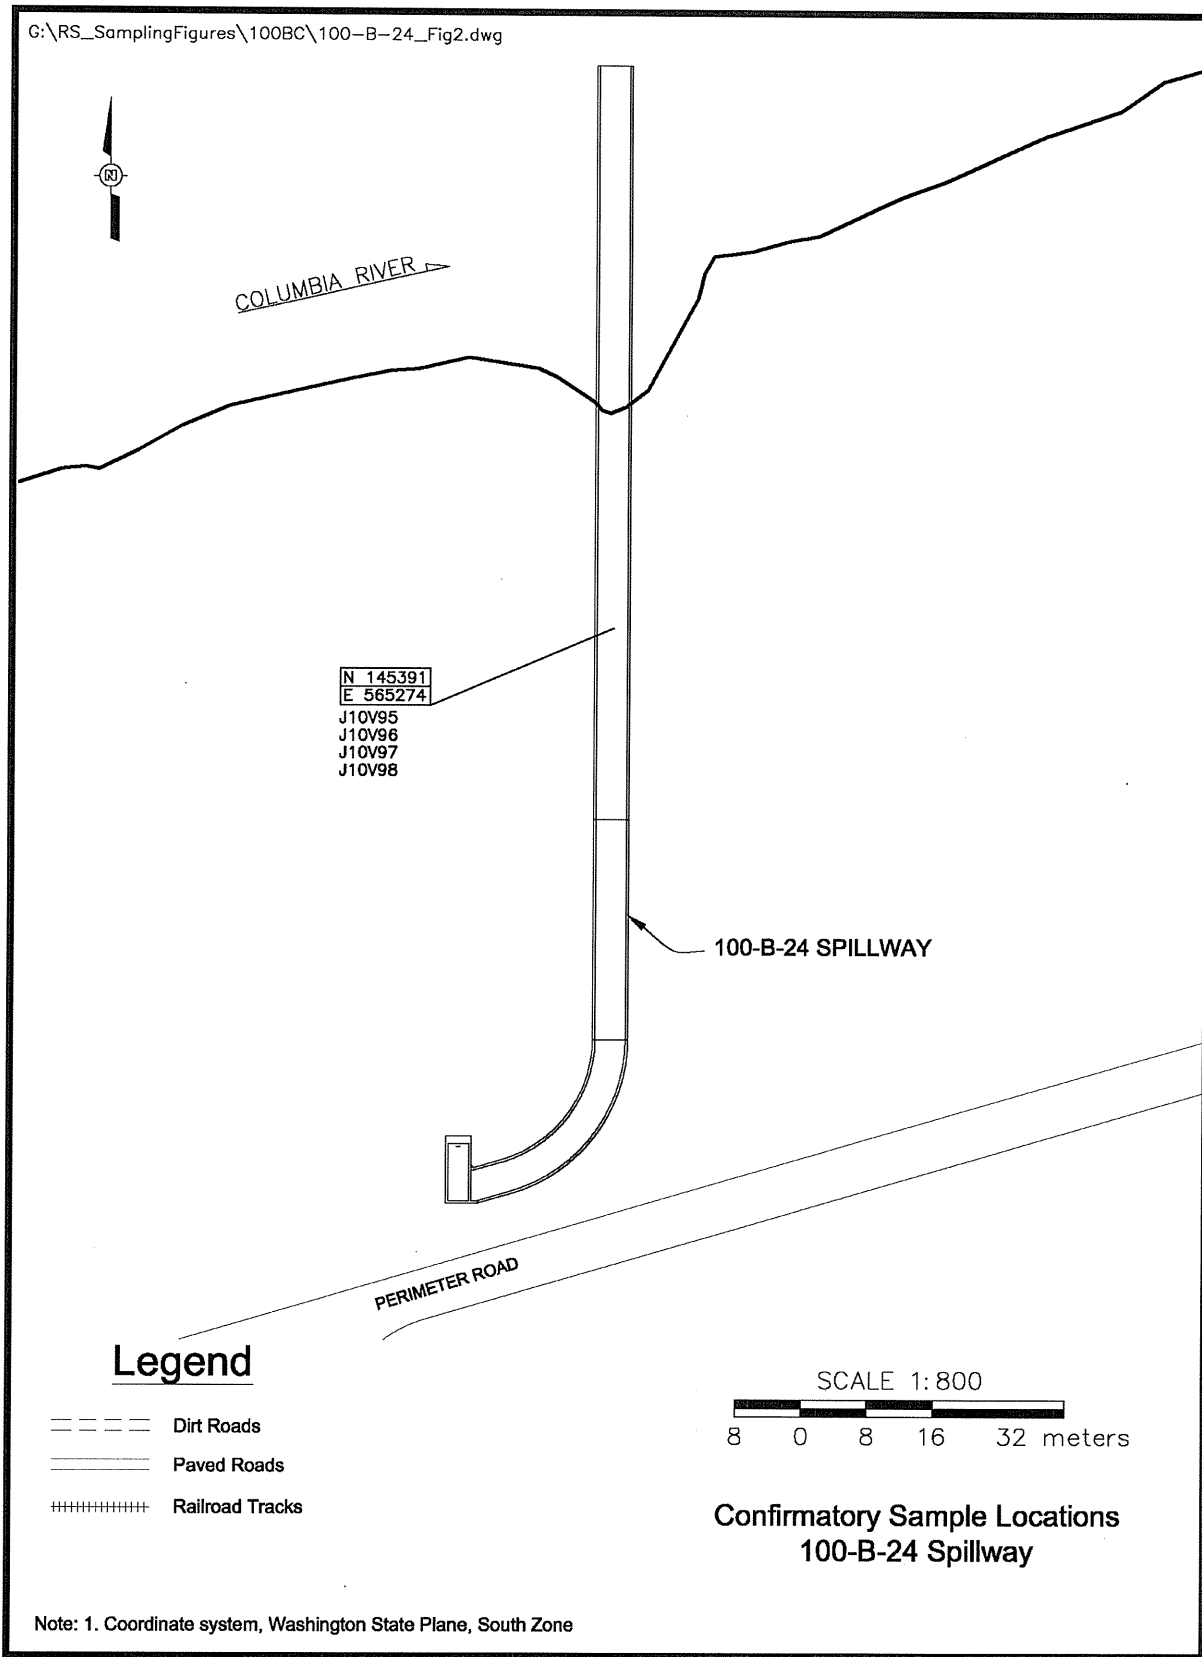 G:\RS_SamplingFigures\100BC\100-B-24_Fig2.dwg
N
COLUMBIA RIVER
N 145391
E 565274
J10V95
J10V96
J10V97
J10V98
100-B-24 SPILLWAY
PERIMETER ROAD
Legend
Dirt Roads
Paved Roads
Railroad Tracks
SCALE 1:800
8 0 8 16 32 meters
Confirmatory Sample Locations
100-B-24 Spillway
Note: 1. Coordinate system, Washington State Plane, South Zone